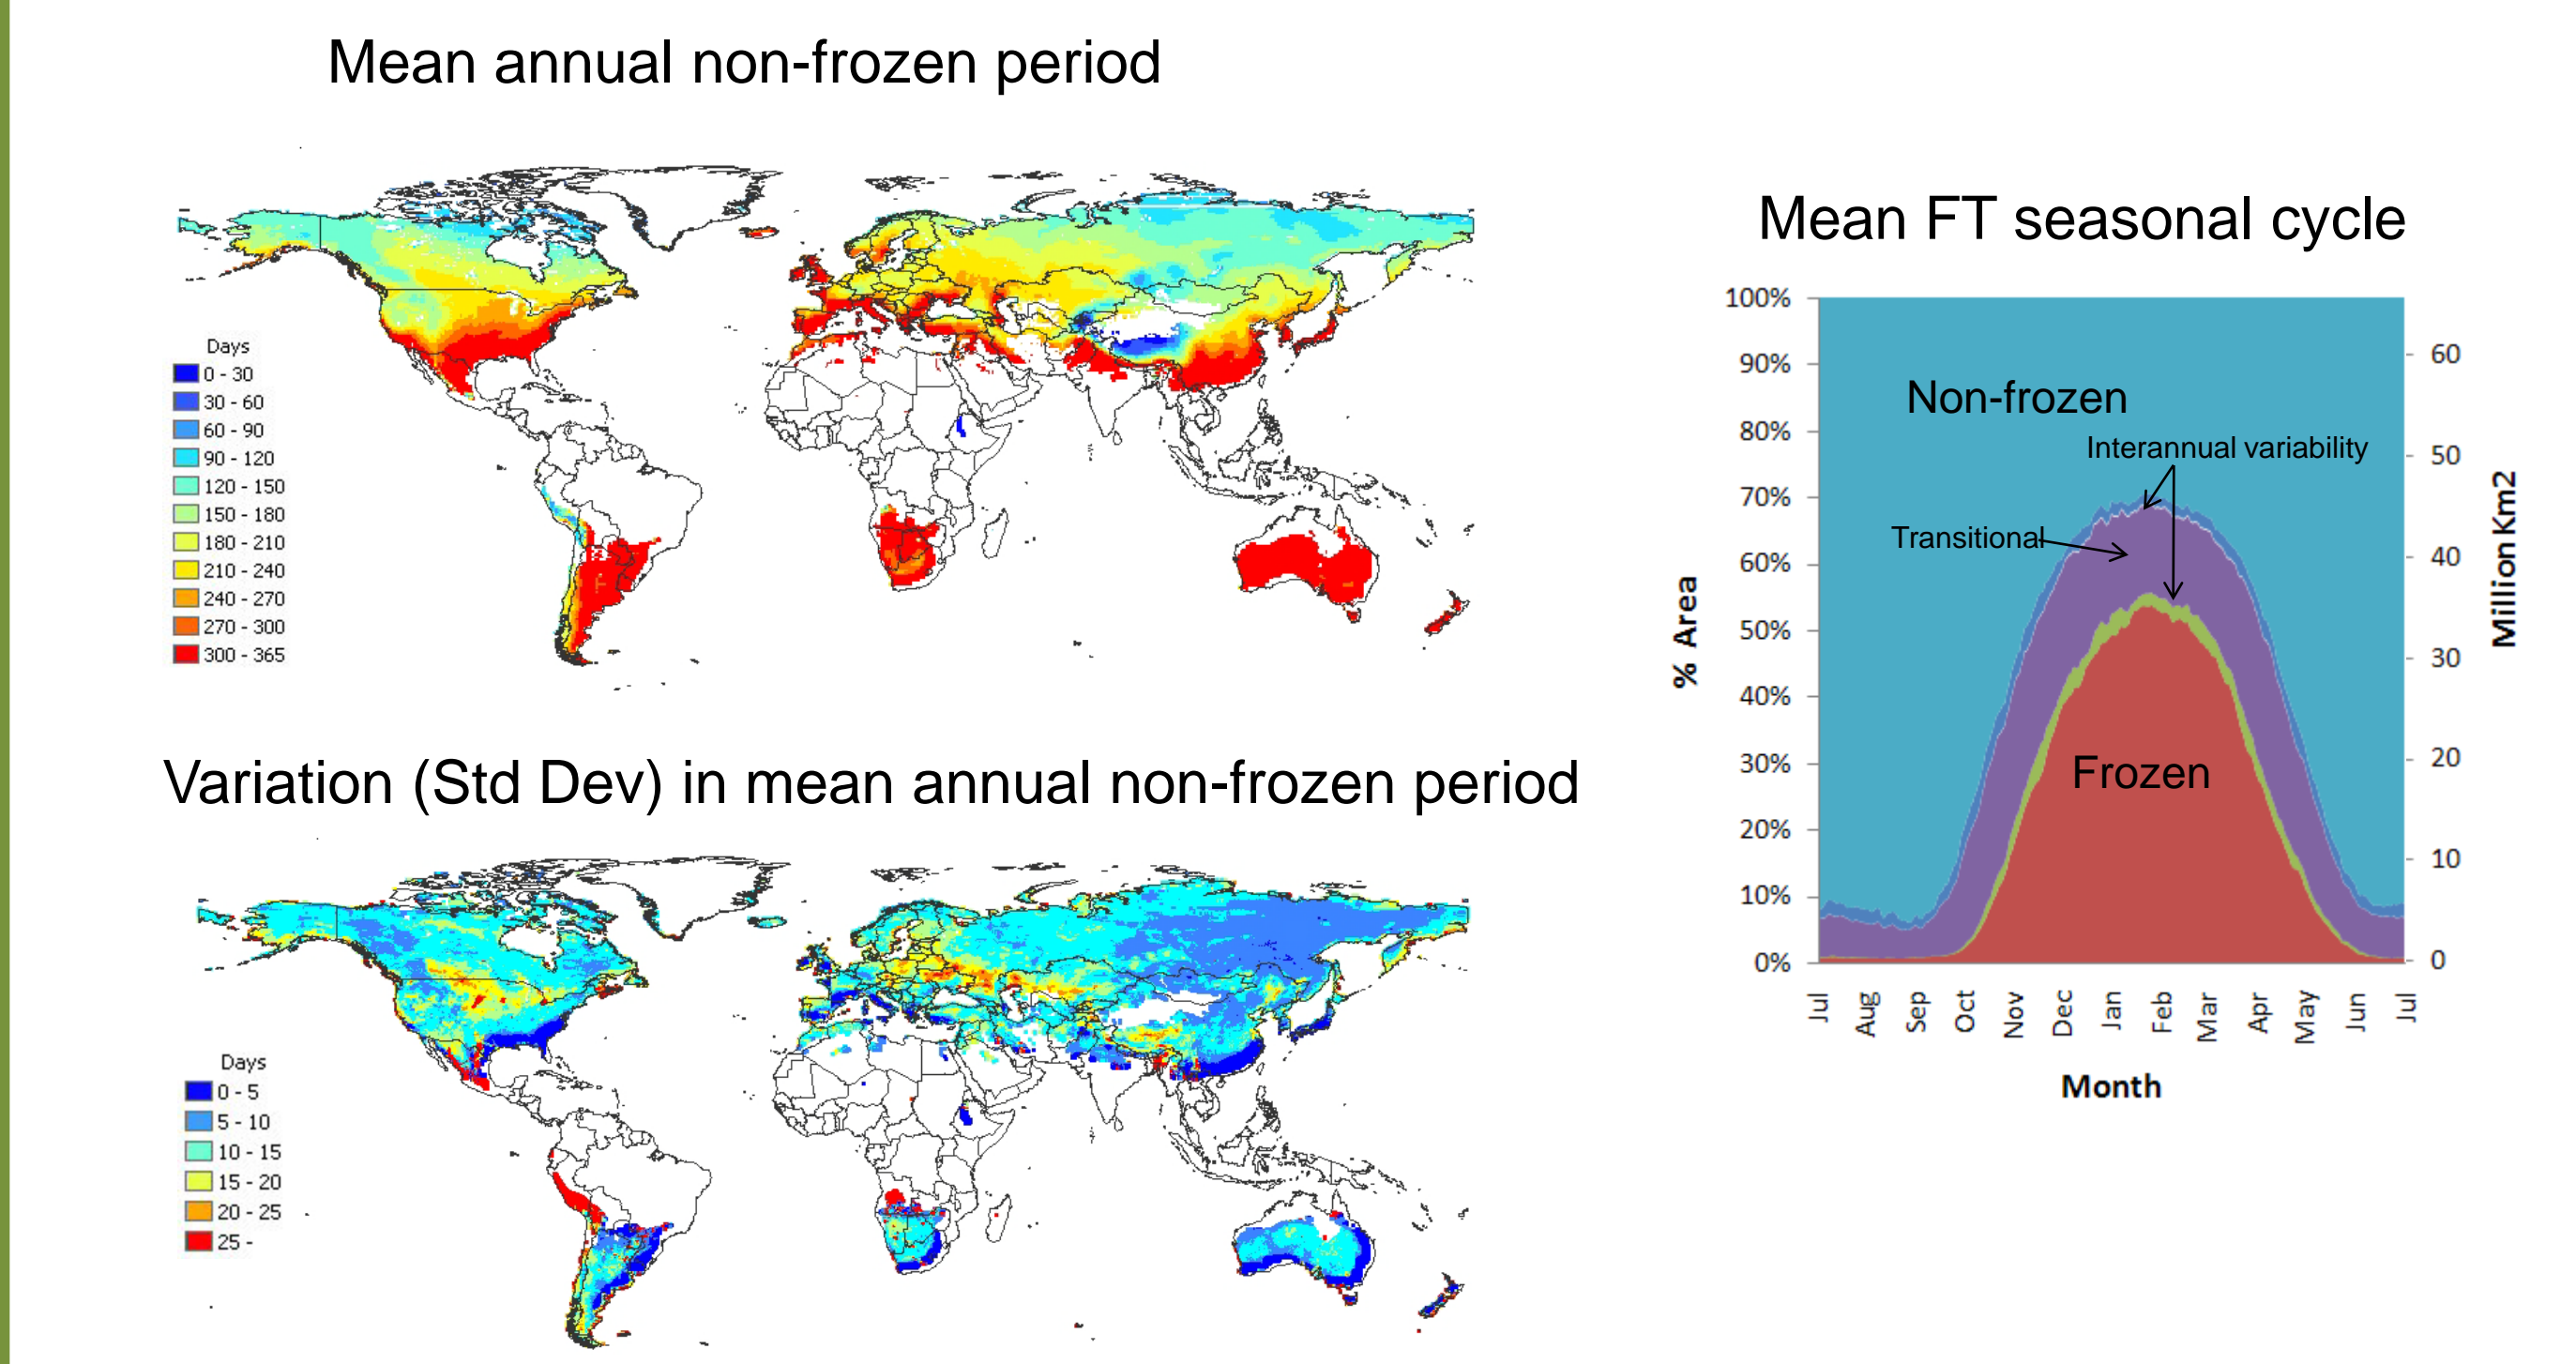 Mean annual non-frozen period
Days
0 - 30
30 - 60
60 - 90
90 - 120
120 - 150
150 - 180
180 - 210
210 - 240
240 - 270
270 - 300
300 - 365
Variation (Std Dev) in mean annual non-frozen period
Days
0 - 5
5 - 10
10 - 15
15 - 20
20 - 25
25 -
Mean FT seasonal cycle
100%
90%
80%
70%
60%
50%
40%
30%
20%
10%
0%
% Area
Non-frozen
Interannual variability
Transitional
Frozen
60
50
40
30
20
10
0
Million Km2
Jul
Aug
Sep
Oct
Nov
Dec
Jan
Feb
Mar
Apr
May
Jun
Jul
Month